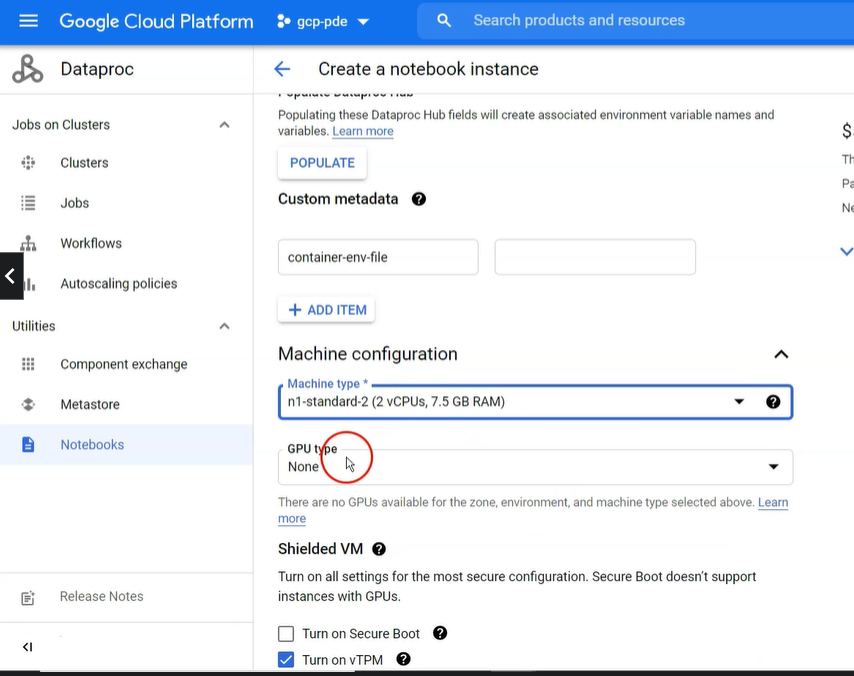 Google Cloud Platform
gcp-pde
Search products and resources
Dataproc
Create a notebook instance
Jobs on Clusters
Clusters
Jobs
Workflows
Autoscaling policies
Utilities
Component exchange
Metastore
Notebooks
Release Notes
Populate Dataproc Hub
Populating these Dataproc Hub fields will create associated environment variable names and
variables. Learn more
POPULATE
Custom metadata
container-env-file
ADD ITEM
Machine configuration
Machine type *
n1-standard-2 (2 vCPUs, 7.5 GB RAM)
GPU type
None
There are no GPUs available for the zone, environment, and machine type selected above. Learn
more
Shielded VM
Turn on all settings for the most secure configuration. Secure Boot doesn't support
instances with GPUs.
Turn on Secure Boot
Turn on vTPM
$
Th
Pa
Ne